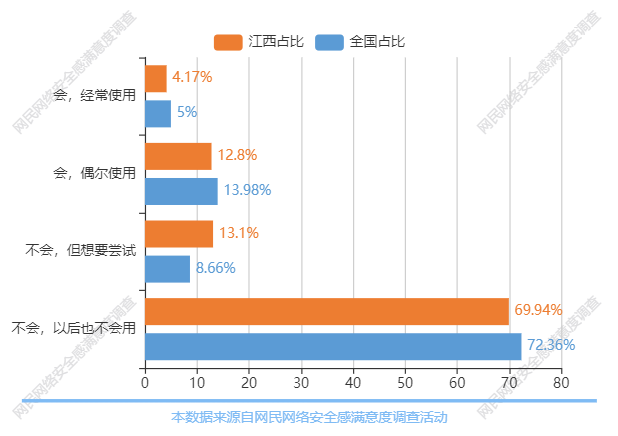 江西占比 全国占比
会，经常使用 4.17%
5%
会，偶尔使用 12.8%
13.98%
不会，但想要尝试 13.1%
8.66%
不会，以后也不会用 69.94%
72.36%
0 10 20 30 40 50 60 70 80
本数据来源自网民网络安全感满意度调查活动
网民网络安全感满意度调查
网民网络安全感满意度调查
网民网络安全感满意度调查
网民网络安全感满意度调查